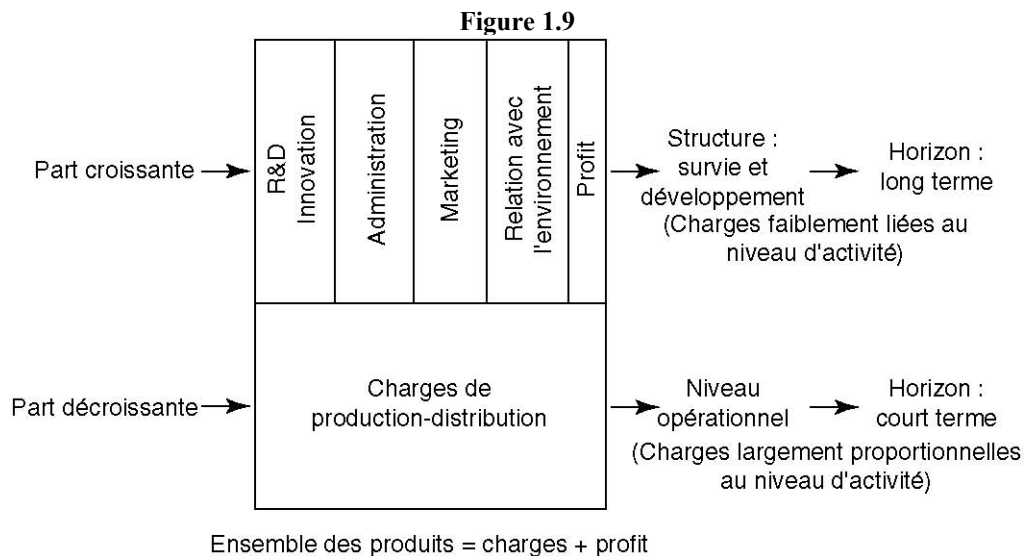 Figure 1.9
Part croissante
R&D
Innovation
Administration
Marketing
Relation avec
l'environnement
Profit
Structure :
survie et
développement
(Charges faiblement liées au
niveau d'activité)
Horizon :
long terme
Part décroissante
Charges de
production-distribution
Niveau
opérationnel
(Charges largement proportionnelles
au niveau d'activité)
Horizon :
court terme
Ensemble des produits = charges + profit